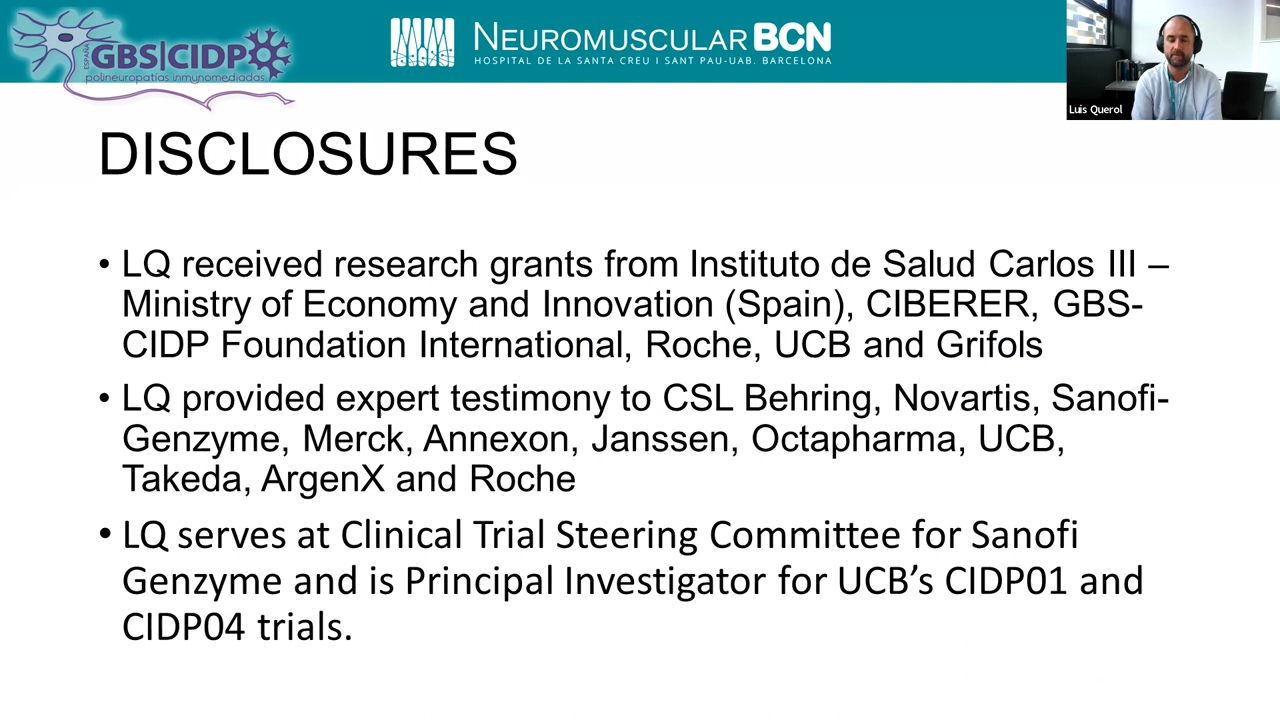 ESPAÑA
GBS|CIDP
polineuropatías inmunomediadas
NEUROMUSCULAR BCN
HOSPITAL DE LA SANTA CREU I SANT PAU-UAB. BARCELONA
Luis Querol
DISCLOSURES
• LQ received research grants from Instituto de Salud Carlos III –
Ministry of Economy and Innovation (Spain), CIBERER, GBS-
CIDP Foundation International, Roche, UCB and Grifols
• LQ provided expert testimony to CSL Behring, Novartis, Sanofi-
Genzyme, Merck, Annexon, Janssen, Octapharma, UCB,
Takeda, ArgenX and Roche
• LQ serves at Clinical Trial Steering Committee for Sanofi
Genzyme and is Principal Investigator for UCB’s CIDP01 and
CIDP04 trials.